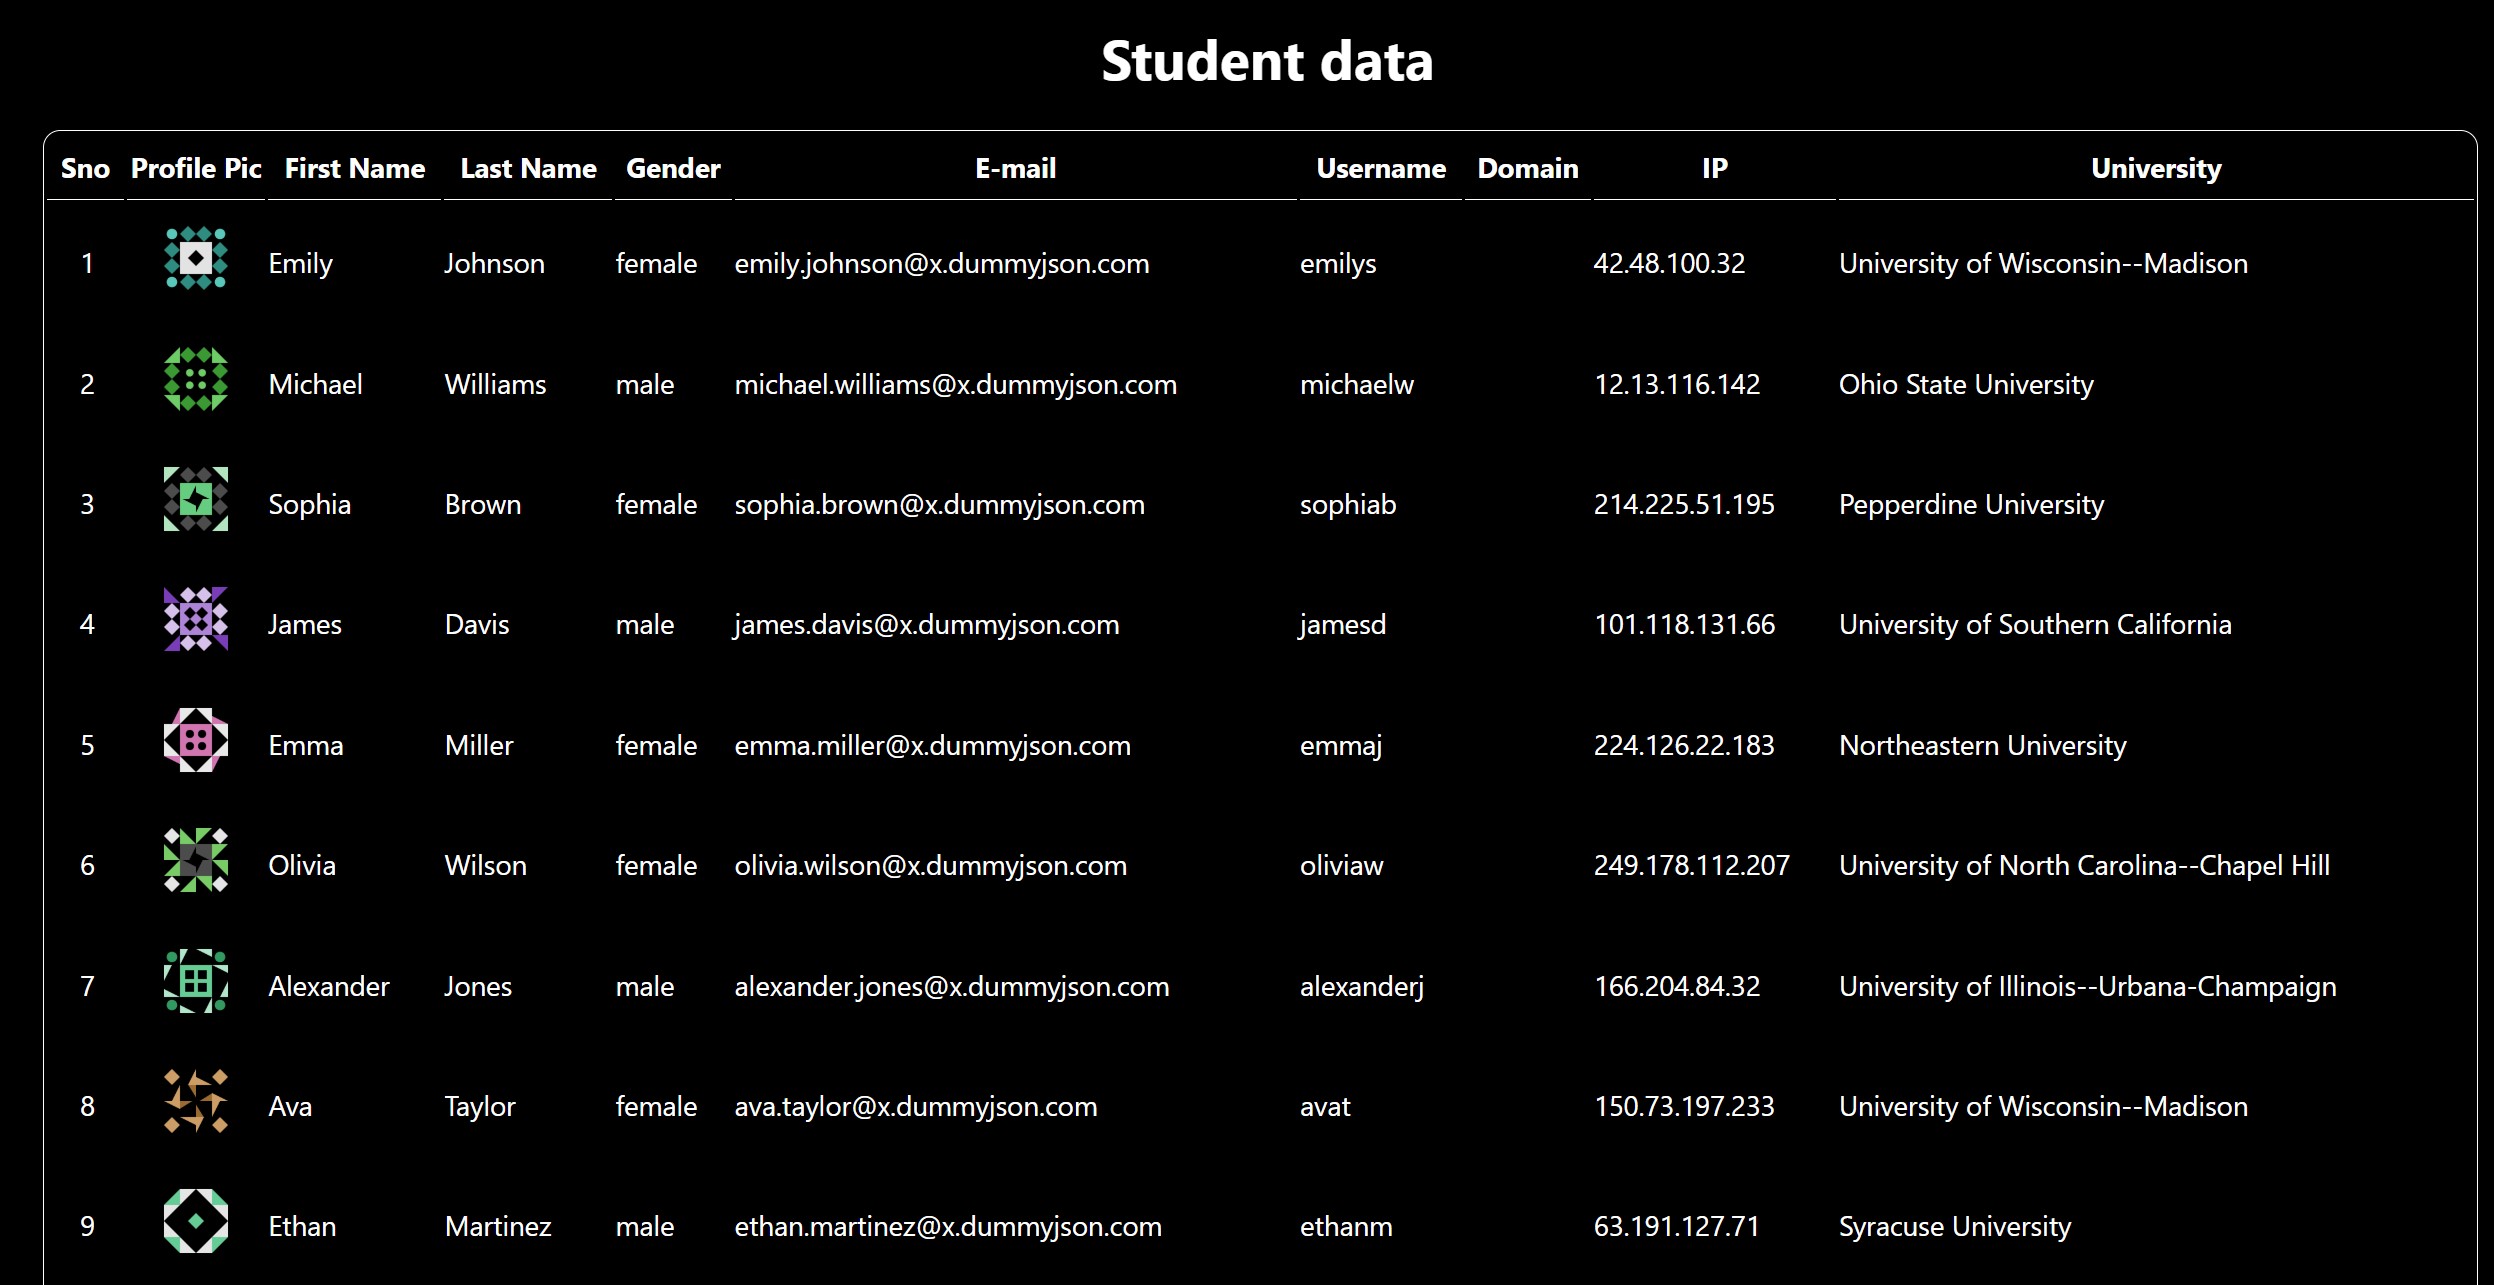 Student data
Sno Profile Pic First Name Last Name Gender E-mail Username Domain IP University
1 Emily Johnson female emily.johnson@x.dummyjson.com emilys 42.48.100.32 University of Wisconsin--Madison
2 Michael Williams male michael.williams@x.dummyjson.com michaelw 12.13.116.142 Ohio State University
3 Sophia Brown female sophia.brown@x.dummyjson.com sophiab 214.225.51.195 Pepperdine University
4 James Davis male james.davis@x.dummyjson.com jamesd 101.118.131.66 University of Southern California
5 Emma Miller female emma.miller@x.dummyjson.com emmaj 224.126.22.183 Northeastern University
6 Olivia Wilson female olivia.wilson@x.dummyjson.com oliviaw 249.178.112.207 University of North Carolina--Chapel Hill
7 Alexander Jones male alexander.jones@x.dummyjson.com alexanderj 166.204.84.32 University of Illinois--Urbana-Champaign
8 Ava Taylor female ava.taylor@x.dummyjson.com avat 150.73.197.233 University of Wisconsin--Madison
9 Ethan Martinez male ethan.martinez@x.dummyjson.com ethanm 63.191.127.71 Syracuse University